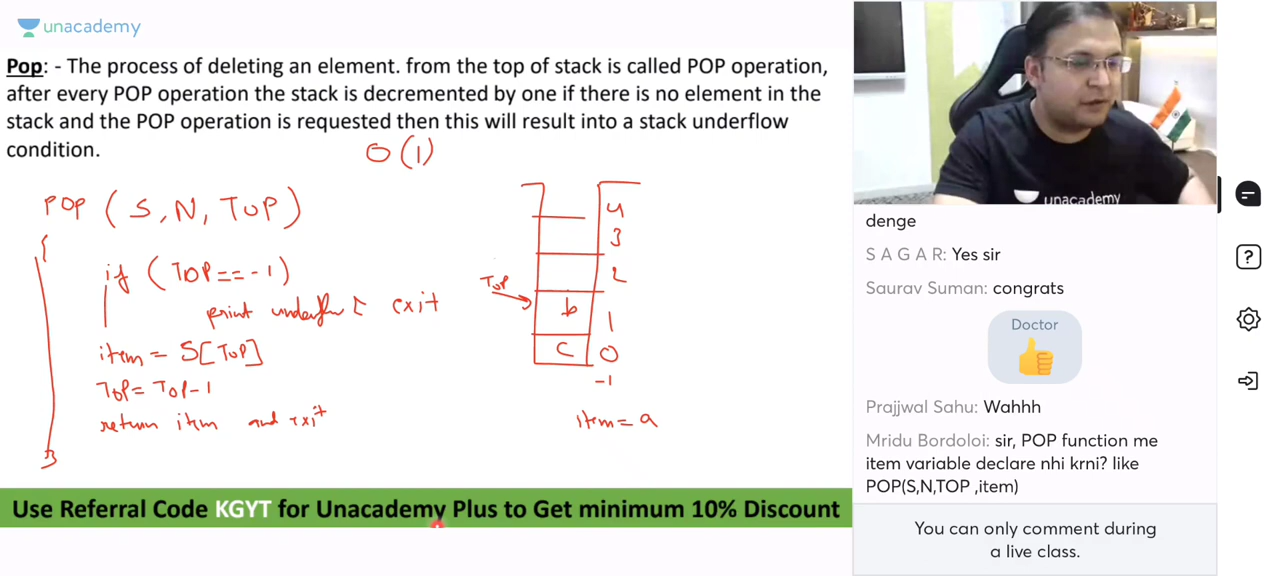 unacademy
Pop: - The process of deleting an element. from the top of stack is called POP operation,
after every POP operation the stack is decremented by one if there is no element in the
stack and the POP operation is requested then this will result into a stack underflow
condition.
O (1)
POP ( S, N, TOP )
{
if ( TOP == -1 )
print underflow & exit
item = S[TOP]
TOP = TOP-1
return item and exit
}
4
3
2
TOP
b 1
C 0
-1
item = a
Use Referral Code KGYT for Unacademy Plus to Get minimum 10% Discount
unacademy
denge
S A G A R: Yes sir
Saurav Suman: congrats
Doctor
Prajjwal Sahu: Wahhh
Mridu Bordoloi: sir, POP function me
item variable declare nhi krni? like
POP(S,N,TOP ,item)
You can only comment during
a live class.